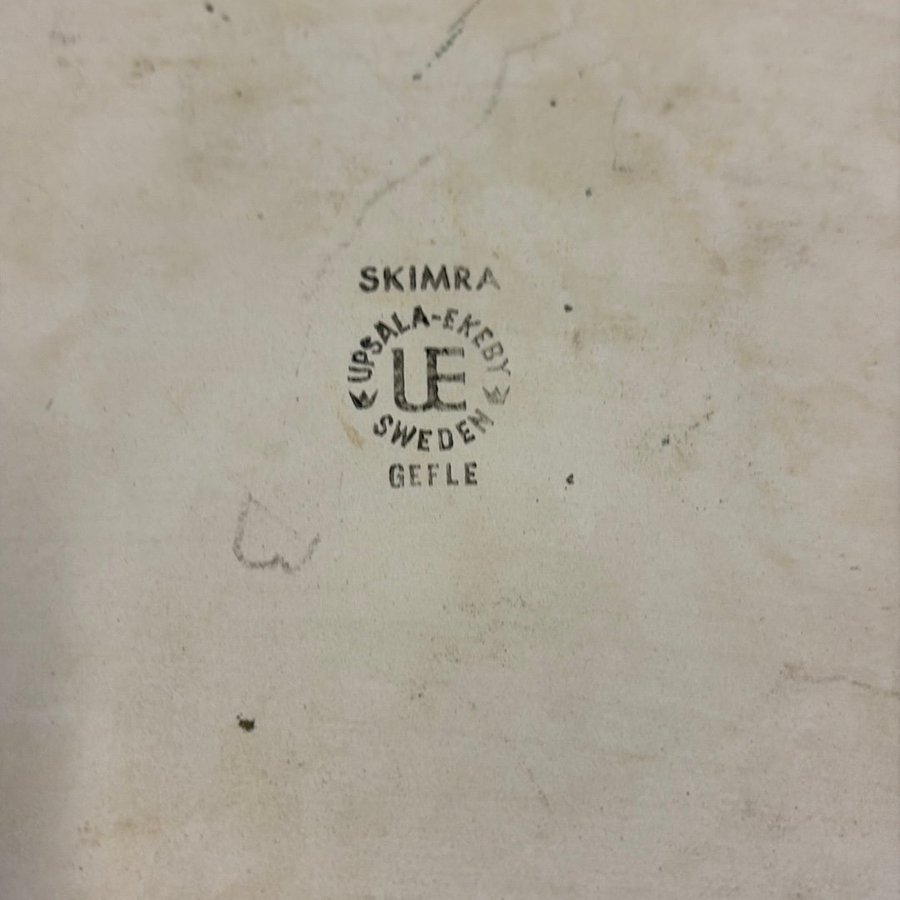 SKIMRA
UPSALA-EKEBY
UE
SWEDEN
GEFLE